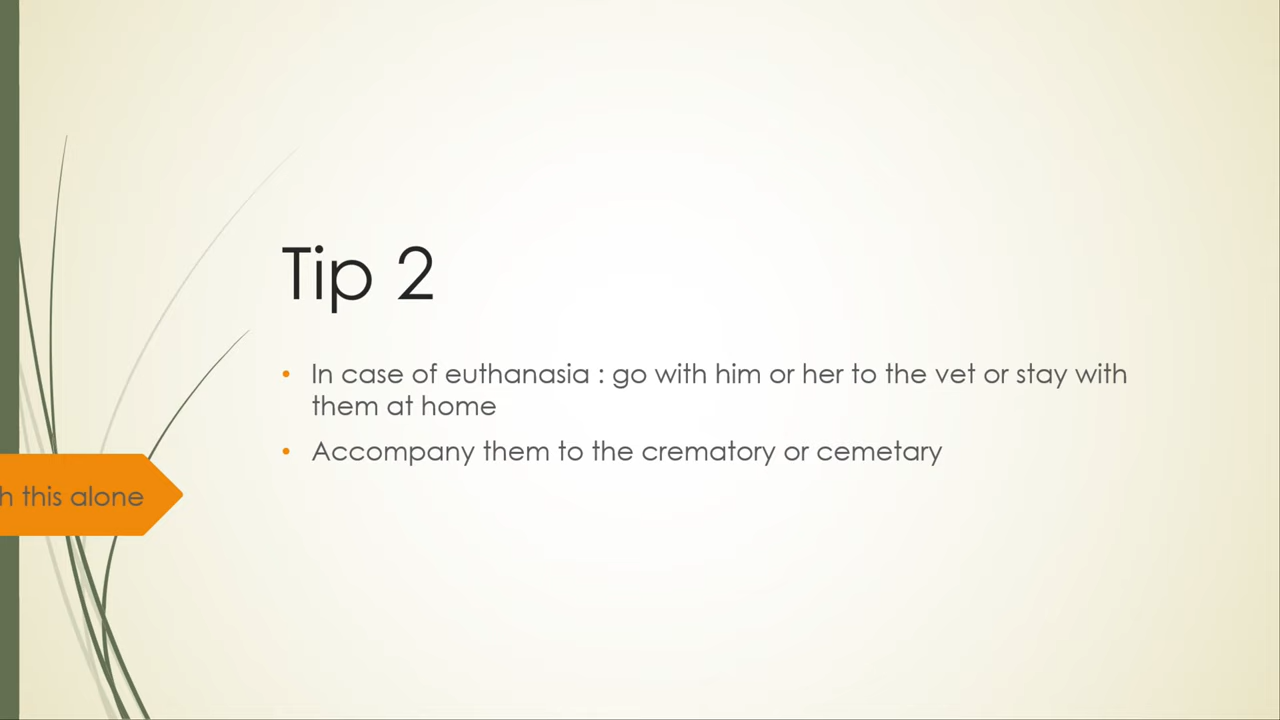 Tip 2
• In case of euthanasia : go with him or her to the vet or stay with
them at home
• Accompany them to the crematory or cemetary
h this alone